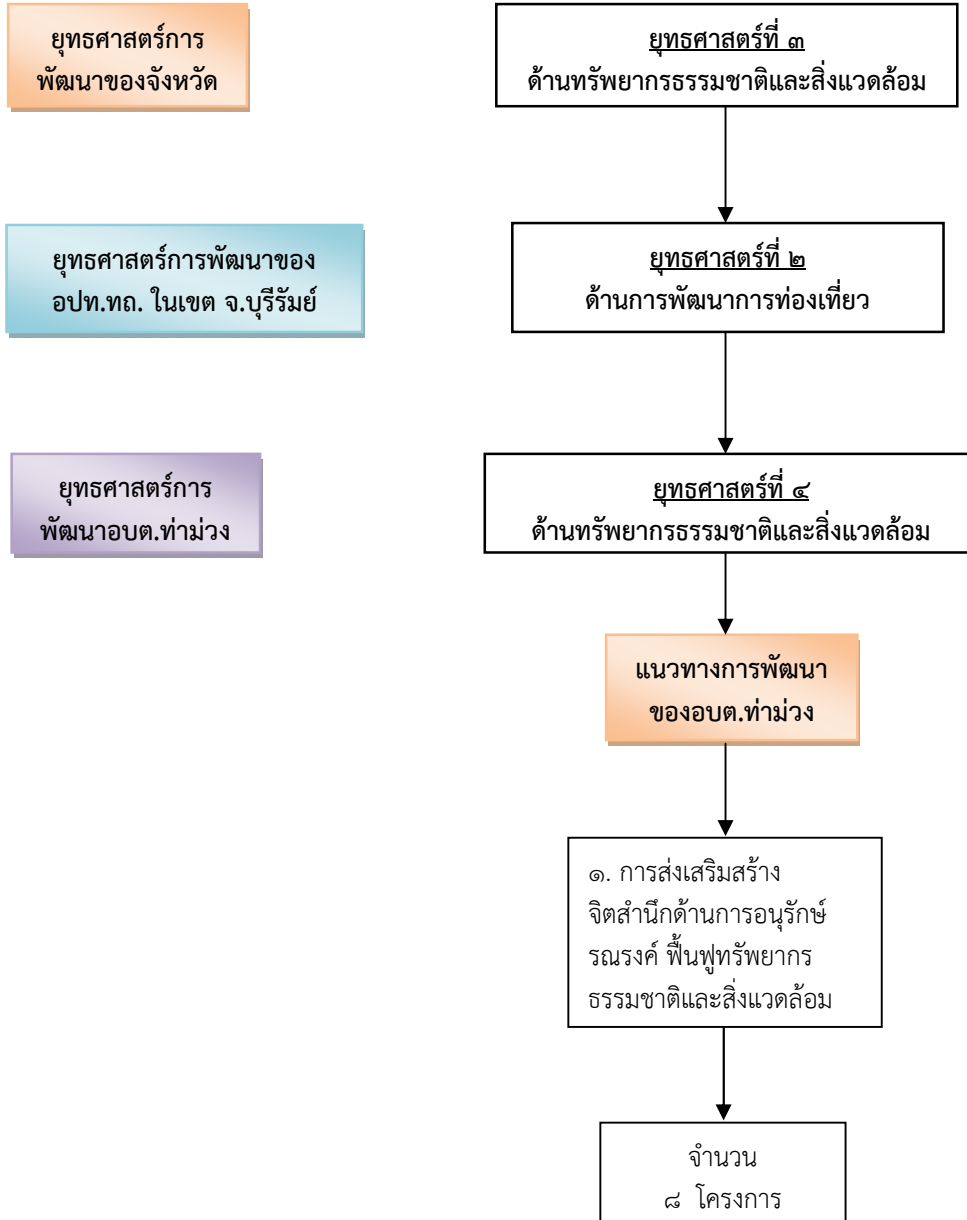 ยุทธศาสตร์การ
พัฒนาของจังหวัด
ยุทธศาสตร์ที่ ๓
ด้านทรัพยากรธรรมชาติและสิ่งแวดล้อม
ยุทธศาสตร์การพัฒนาของ
อปท.ทถ. ในเขต จ.บุรีรัมย์
ยุทธศาสตร์ที่ ๒
ด้านการพัฒนาการท่องเที่ยว
ยุทธศาสตร์การ
พัฒนาอบต.ท่าม่วง
ยุทธศาสตร์ที่ ๔
ด้านทรัพยากรธรรมชาติและสิ่งแวดล้อม
แนวทางการพัฒนา
ของอบต.ท่าม่วง
๑. การส่งเสริมสร้าง
จิตสำนึกด้านการอนุรักษ์
รณรงค์ ฟื้นฟูทรัพยากร
ธรรมชาติและสิ่งแวดล้อม
จำนวน
๘ โครงการ